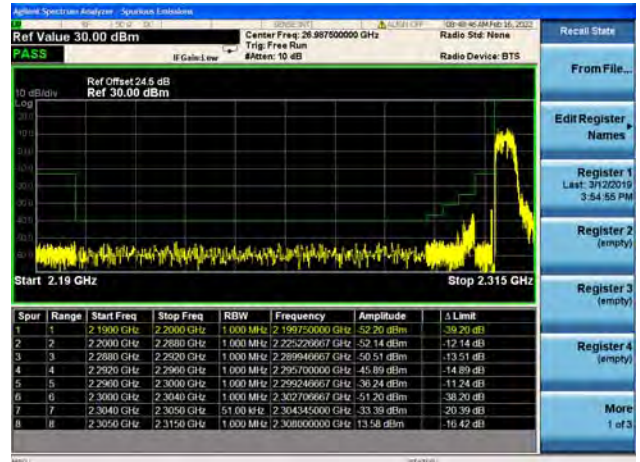 Agilent Spectrum Analyzer - Spurious Emissions
SENSE:INT ALIGN OFF 09:48:46 AM Feb 16, 2022
Ref Value 30.00 dBm Center Freq: 26.987500000 GHz Radio Std: None Recall State
PASS Trig: Free Run
IFGain:Low #Atten: 10 dB Radio Device: BTS
From File...
Ref Offset 24.5 dB
10 dB/div Ref 30.00 dBm
Log
Edit Register Names
Register 1
Last: 3/12/2019
3:54:55 PM
Register 2
(empty)
Start 2.19 GHz Stop 2.315 GHz
Register 3
(empty)
Spur Range Start Freq Stop Freq RBW Frequency Amplitude Δ Limit
1 1 2.1900 GHz 2.2000 GHz 1.000 MHz 2.199750000 GHz -52.20 dBm -39.20 dB
2 2 2.2000 GHz 2.2880 GHz 1.000 MHz 2.225226667 GHz -52.14 dBm -12.14 dB
3 3 2.2880 GHz 2.2920 GHz 1.000 MHz 2.289946667 GHz -50.51 dBm -13.51 dB
4 4 2.2920 GHz 2.2960 GHz 1.000 MHz 2.295700000 GHz -45.89 dBm -14.89 dB
5 5 2.2960 GHz 2.3000 GHz 1.000 MHz 2.299246667 GHz -36.24 dBm -11.24 dB
6 6 2.3000 GHz 2.3040 GHz 1.000 MHz 2.302706667 GHz -51.20 dBm -38.20 dB
7 7 2.3040 GHz 2.3050 GHz 51.00 kHz 2.304345000 GHz -33.39 dBm -20.39 dB
8 8 2.3050 GHz 2.3150 GHz 1.000 MHz 2.308000000 GHz 13.58 dBm -16.42 dB
Register 4
(empty)
More
1 of 3